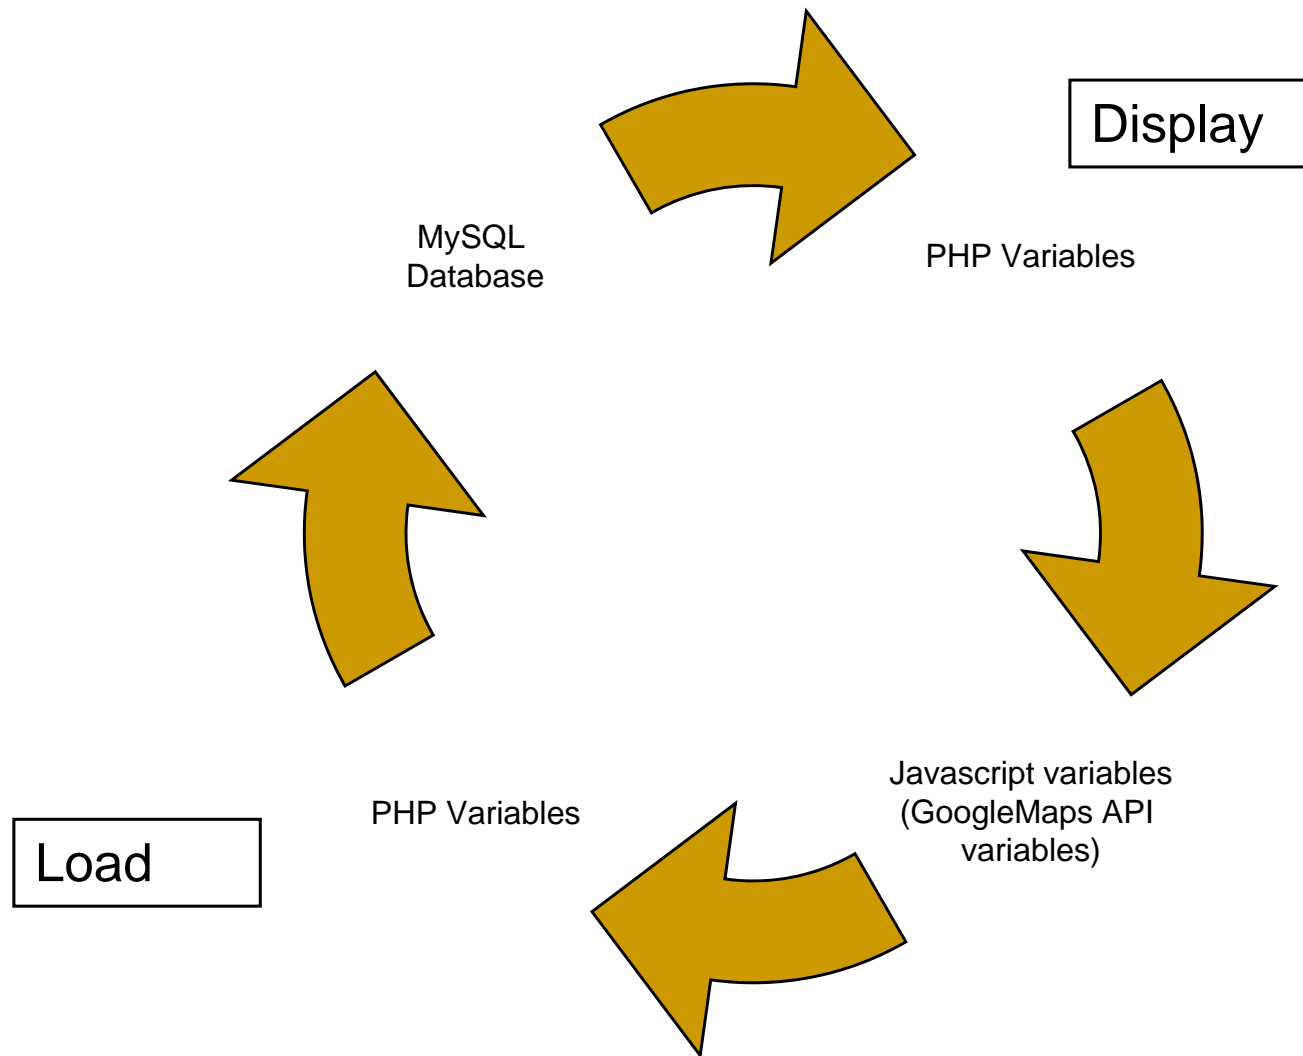 Display
MySQL
Database
PHP Variables
Javascript variables
(GoogleMaps API
variables)
PHP Variables
Load